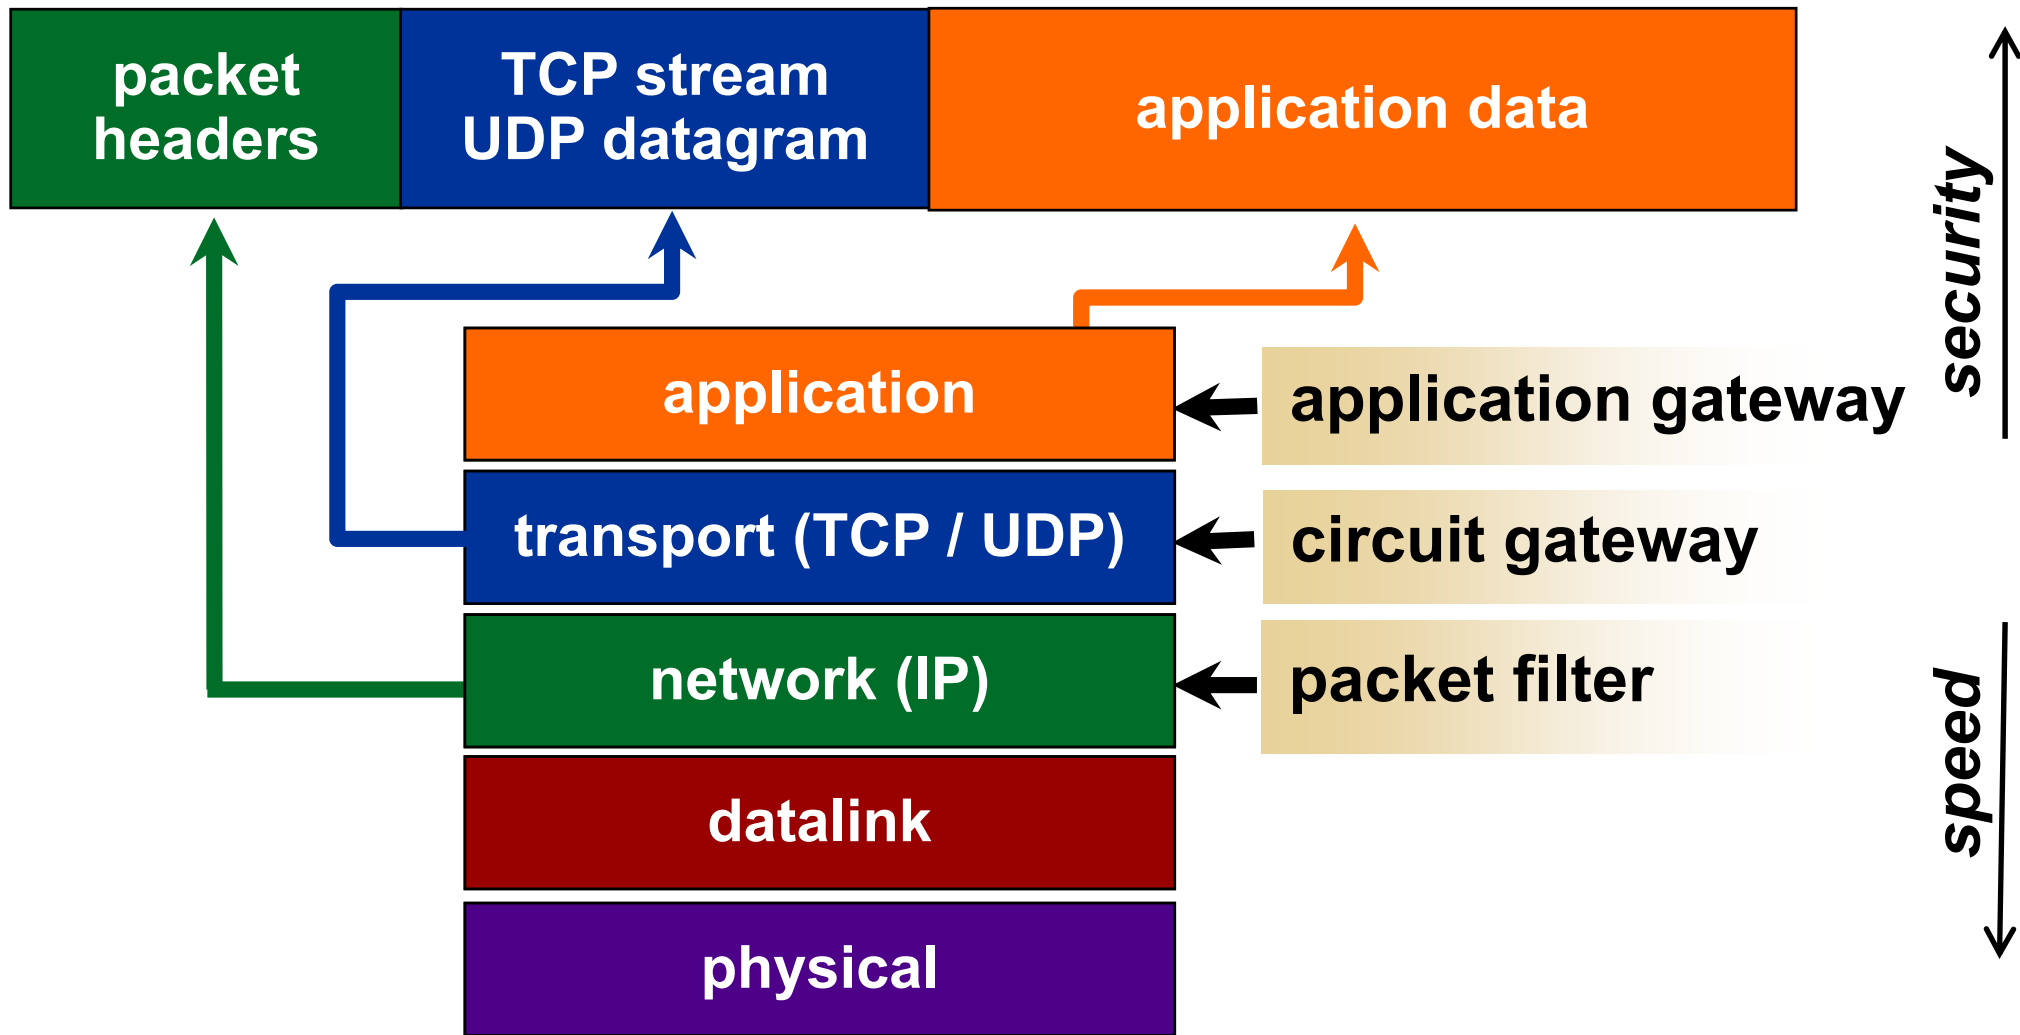 packet
headers
TCP stream
UDP datagram
application data
security
application
application gateway
transport (TCP / UDP)
circuit gateway
network (IP)
packet filter
speed
datalink
physical